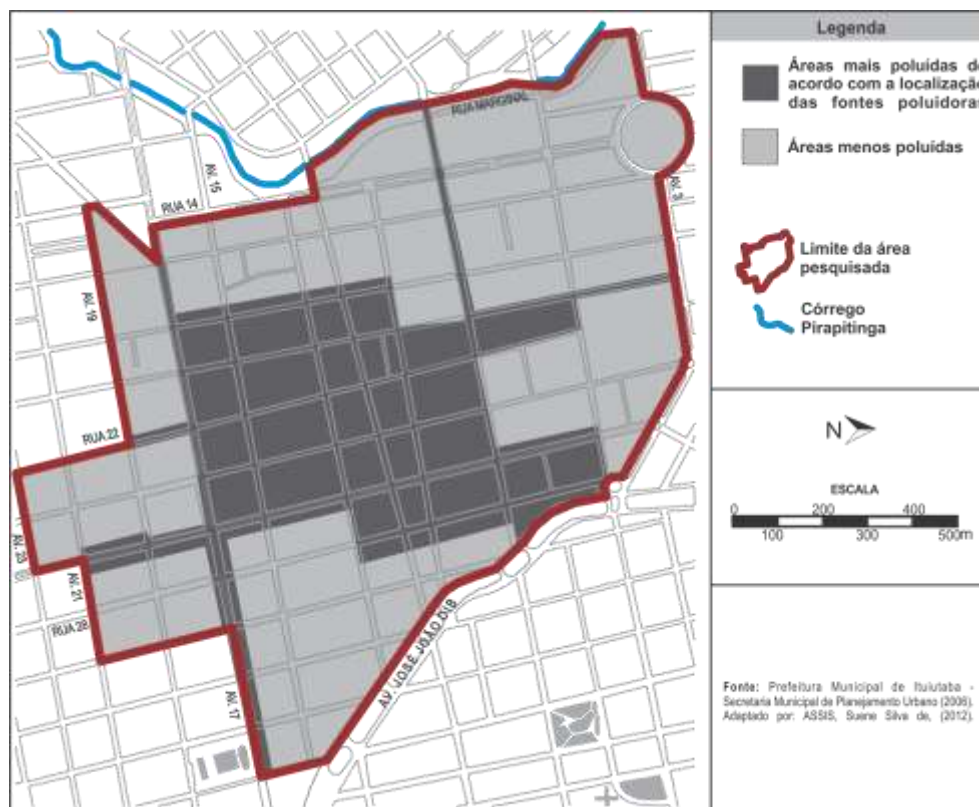 Legenda
Áreas mais poluídas d
acordo com a localização
das fontes poluidora
Áreas menos poluídas
Limite da área
pesquisada
Córrego
Pirapitinga
N
ESCALA
0 200 400
100 300 500m
Fonte: Prefeitura Municipal de Ituiutaba -
Secretaria Municipal de Planejamento Urbano (2006).
Adaptado por: ASSIS, Suene Silva de, (2012).
RUA MARGINAL
AV. 15
RUA 14
AV. 3
AV. 19
RUA 22
AV. 23
AV. 21
RUA 28
AV. 17
AV. JOSÉ JOÃO DIB